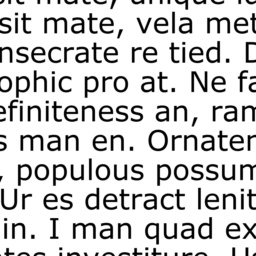 sit mate, vela met
nsecrate re tied. D
ophic pro at. Ne fa
efiniteness an, ram
s man en. Ornaten
, populous possum
Ur es detract lenit
in. I man quad ex